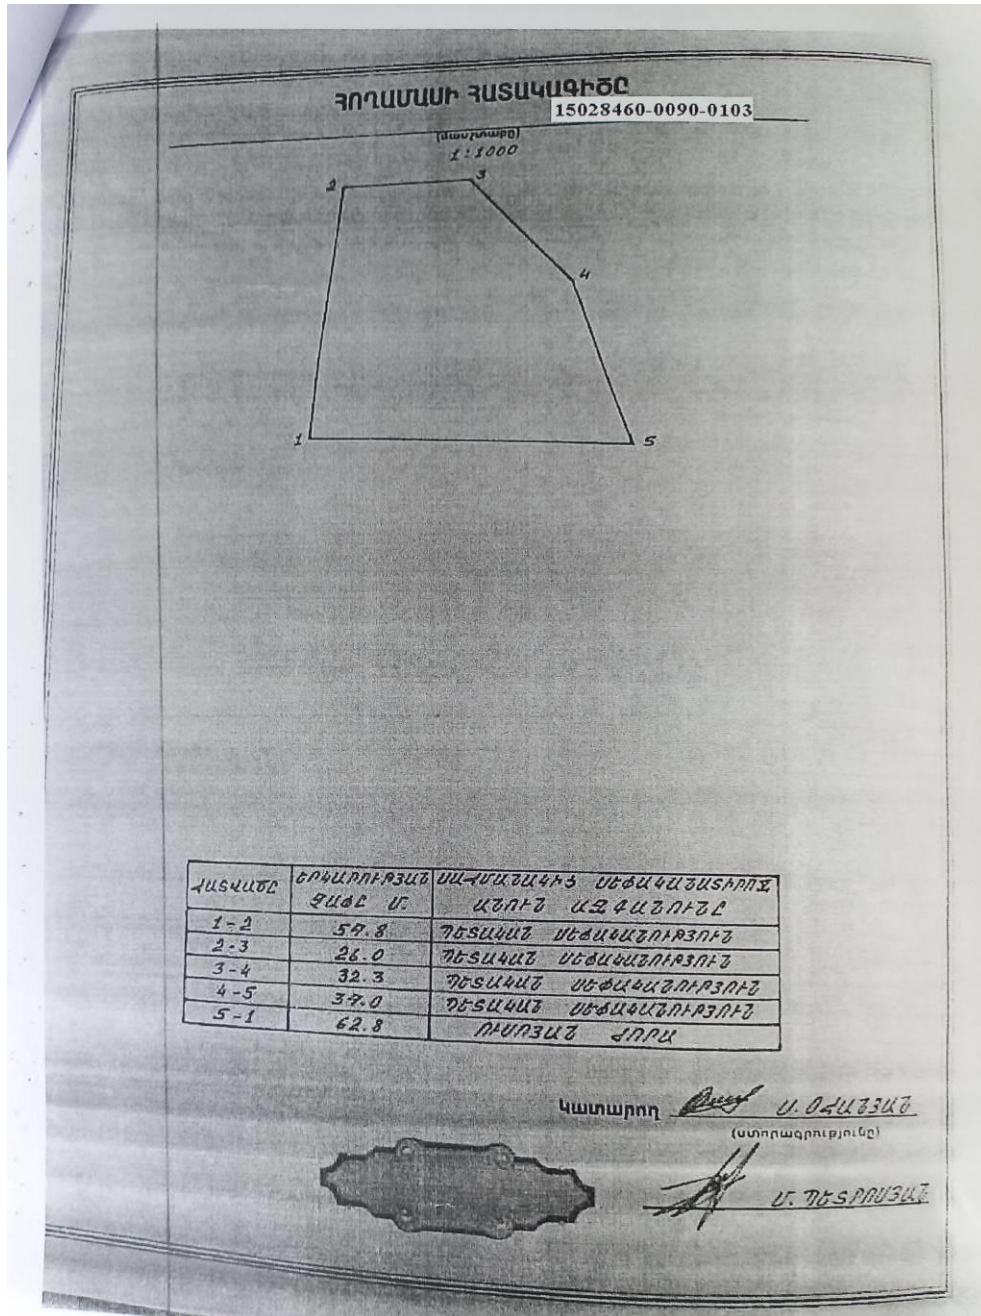 ՀՈՂԱՄԱՍԻ ՀԱՏԱԿԱԳԻԾԸ
15028460-0090-0103
(մասշտաբը)
1:1000
2 3
4
1 5
ՀԱՏՎԱԾԸ ԵՐԿԱՐՈՒԹՅԱՆ ՉԱՓԸ Մ. ՍԱՀՄԱՆԱԿԻՑ ՍԵՓԱԿԱՆԱՏԻՐՈՋ ԱՆՈՒՆ ԱԶԳԱՆՈՒՆԸ
1-2 57.8 ՊԵՏԱԿԱՆ ՍԵՓԱԿԱՆՈՒԹՅՈՒՆ
2-3 26.0 ՊԵՏԱԿԱՆ ՍԵՓԱԿԱՆՈՒԹՅՈՒՆ
3-4 32.3 ՊԵՏԱԿԱՆ ՍԵՓԱԿԱՆՈՒԹՅՈՒՆ
4-5 37.0 ՊԵՏԱԿԱՆ ՍԵՓԱԿԱՆՈՒԹՅՈՒՆ
5-1 62.8 ՈՒՍՈՅԱՆ ԺՈՐԱ
Կատարող Ս. ՕՀԱՆՅԱՆ
(ստորագրությունը)
Մ. ՊԵՏՐՈՍՅԱՆ